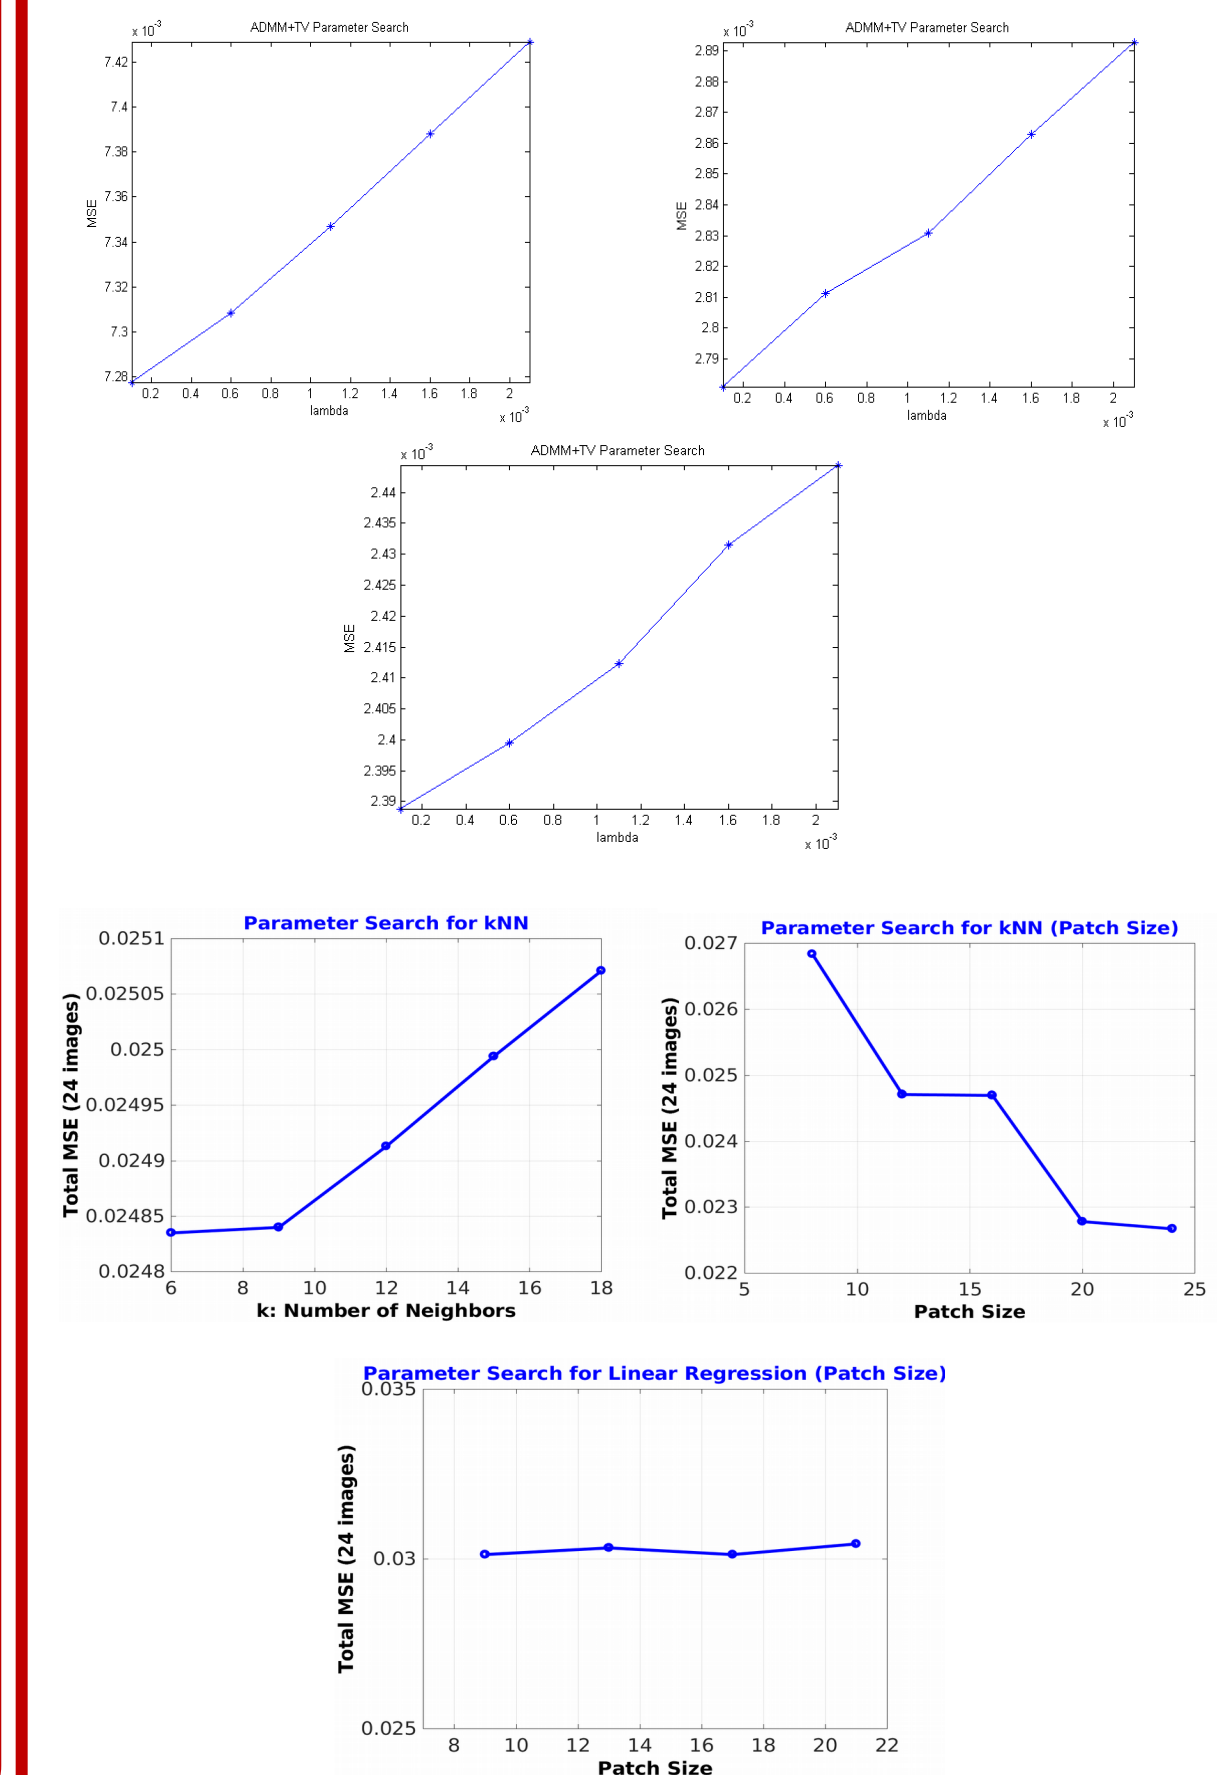 x 10-3
ADMM+TV Parameter Search
7.42
7.4
7.38
7.36
7.34
7.32
7.3
7.28
MSE
0.2 0.4 0.6 0.8 1 1.2 1.4 1.6 1.8 2
lambda
x 10-3
x 10-3
ADMM+TV Parameter Search
2.89
2.88
2.87
2.86
2.85
2.84
2.83
2.82
2.81
2.8
2.79
MSE
0.2 0.4 0.6 0.8 1 1.2 1.4 1.6 1.8 2
lambda
x 10-3
x 10-3
ADMM+TV Parameter Search
2.44
2.435
2.43
2.425
2.42
2.415
2.41
2.405
2.4
2.395
2.39
MSE
0.2 0.4 0.6 0.8 1 1.2 1.4 1.6 1.8 2
lambda
x 10-3
Parameter Search for kNN
0.0251
0.02505
0.025
0.02495
0.0249
0.02485
0.0248
Total MSE (24 images)
6 8 10 12 14 16 18
k: Number of Neighbors
Parameter Search for kNN (Patch Size)
0.027
0.026
0.025
0.024
0.023
0.022
Total MSE (24 images)
5 10 15 20 25
Patch Size
Parameter Search for Linear Regression (Patch Size)
0.035
0.03
0.025
Total MSE (24 images)
8 10 12 14 16 18 20 22
Patch Size